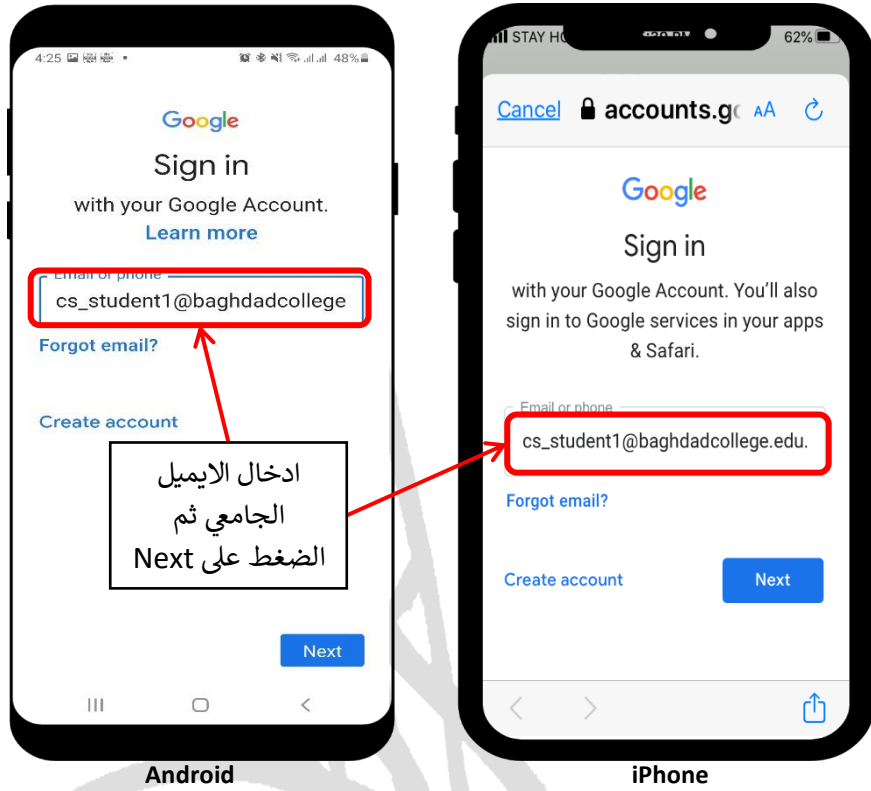 4:25
48%
Google
Sign in
with your Google Account.
Learn more
Email or phone
cs_student1@baghdadcollege
Forgot email?
Create account
Next
Android
ادخال الايميل
الجامعي ثم
الضغط على Next
STAY HO
62%
Cancel
accounts.go
AA
Google
Sign in
with your Google Account. You'll also
sign in to Google services in your apps
& Safari.
Email or phone
cs_student1@baghdadcollege.edu.
Forgot email?
Create account
Next
iPhone